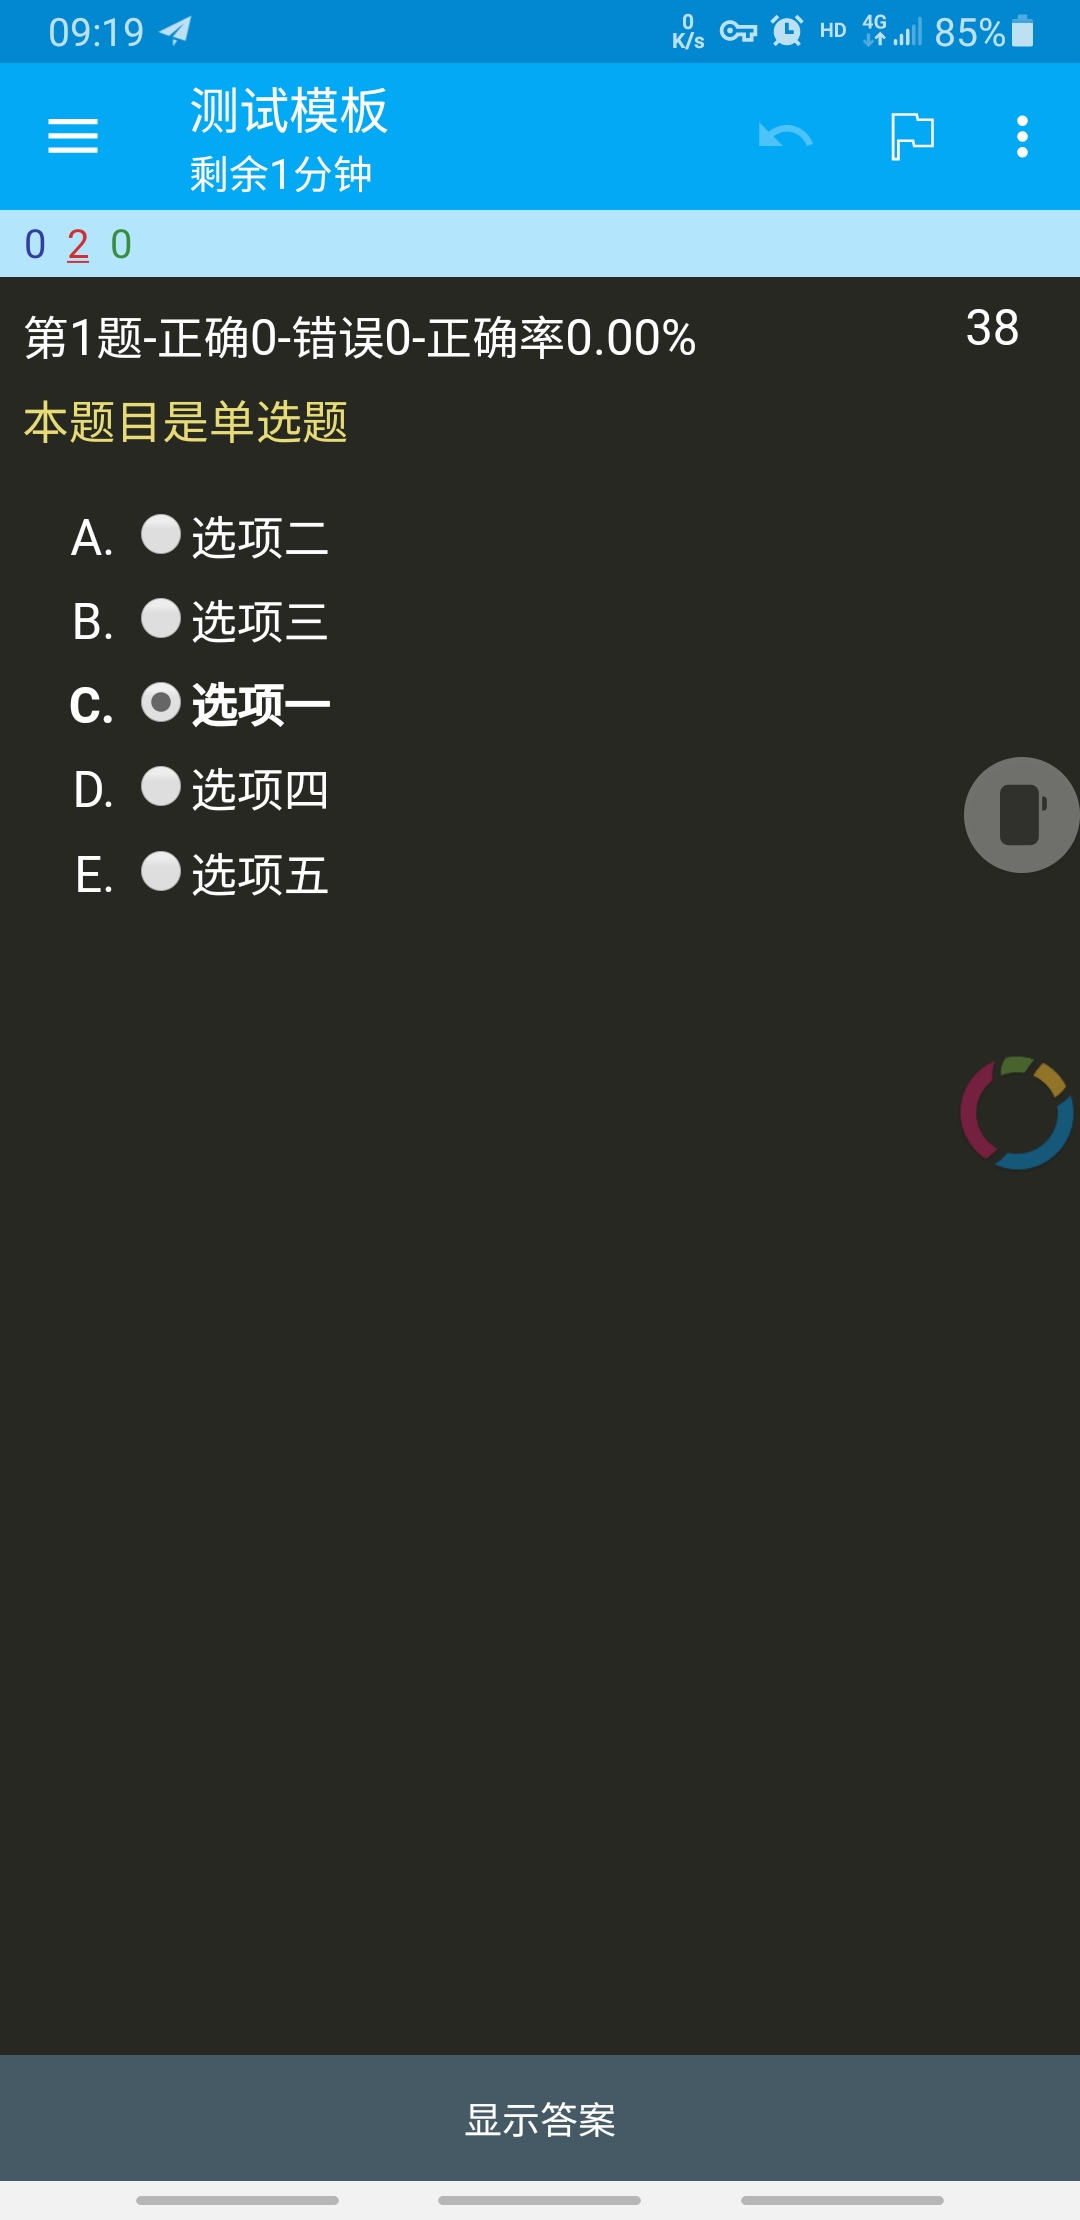 09:19 0 K/s HD 4G 85%
测试模板
剩余1分钟
0 2 0
第1题-正确0-错误0-正确率0.00% 38
本题目是单选题
A. 选项二
B. 选项三
C. 选项一
D. 选项四
E. 选项五
显示答案